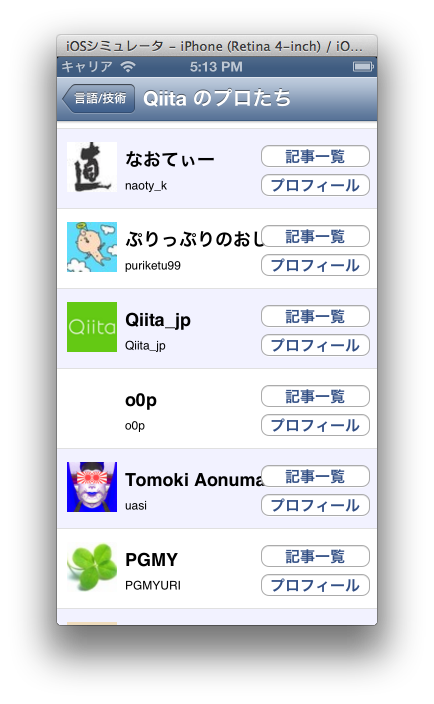 iOSシミュレータ – iPhone (Retina 4-inch) / iO...
キャリア 5:13 PM
言語/技術 Qiita のプロたち
直
なおてぃー
naoty_k
記事一覧
プロフィール
ぷりっぷりのおし
puriketu99
記事一覧
プロフィール
Qiita
Qiita_jp
Qiita_jp
記事一覧
プロフィール
o0p
o0p
記事一覧
プロフィール
Tomoki Aonuma
uasi
記事一覧
プロフィール
PGMY
PGMYURI
記事一覧
プロフィール